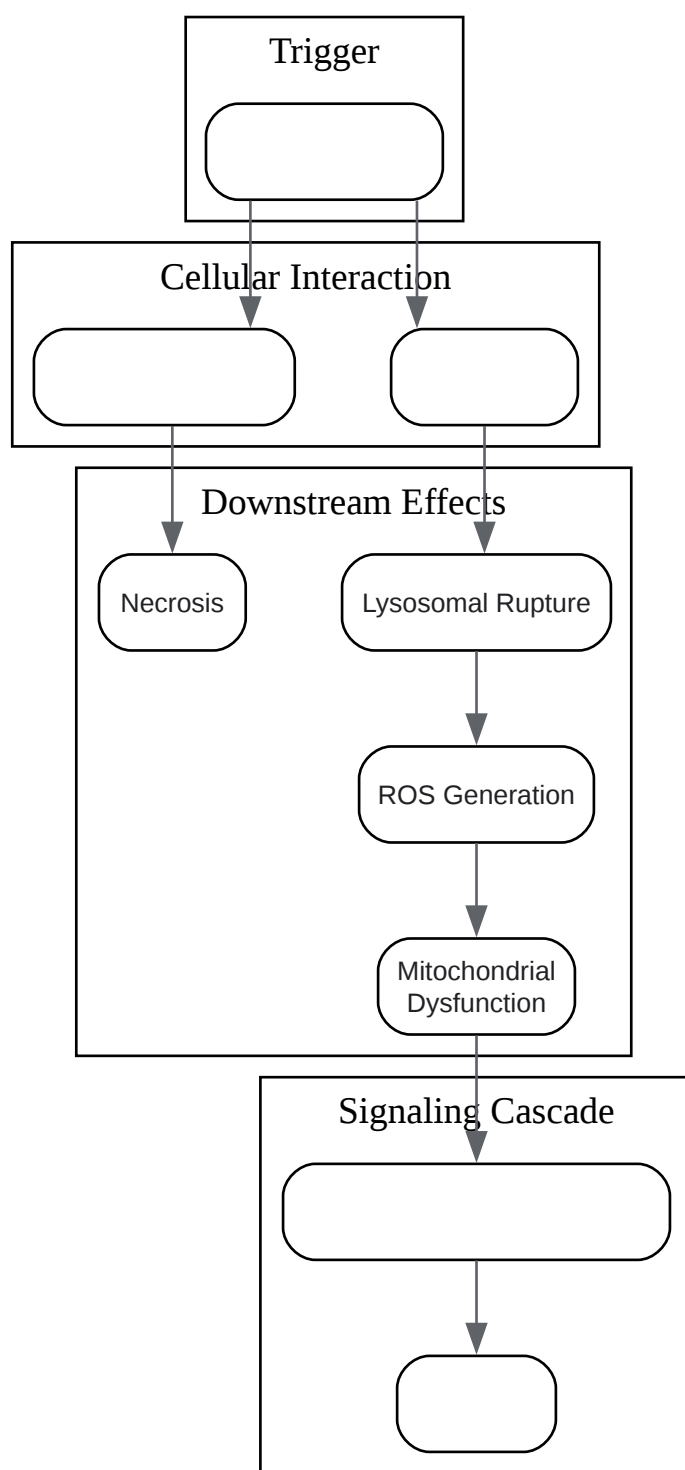 Trigger
Cellular Interaction
Downstream Effects
Necrosis
Lysosomal Rupture
ROS Generation
Mitochondrial
Dysfunction
Signaling Cascade